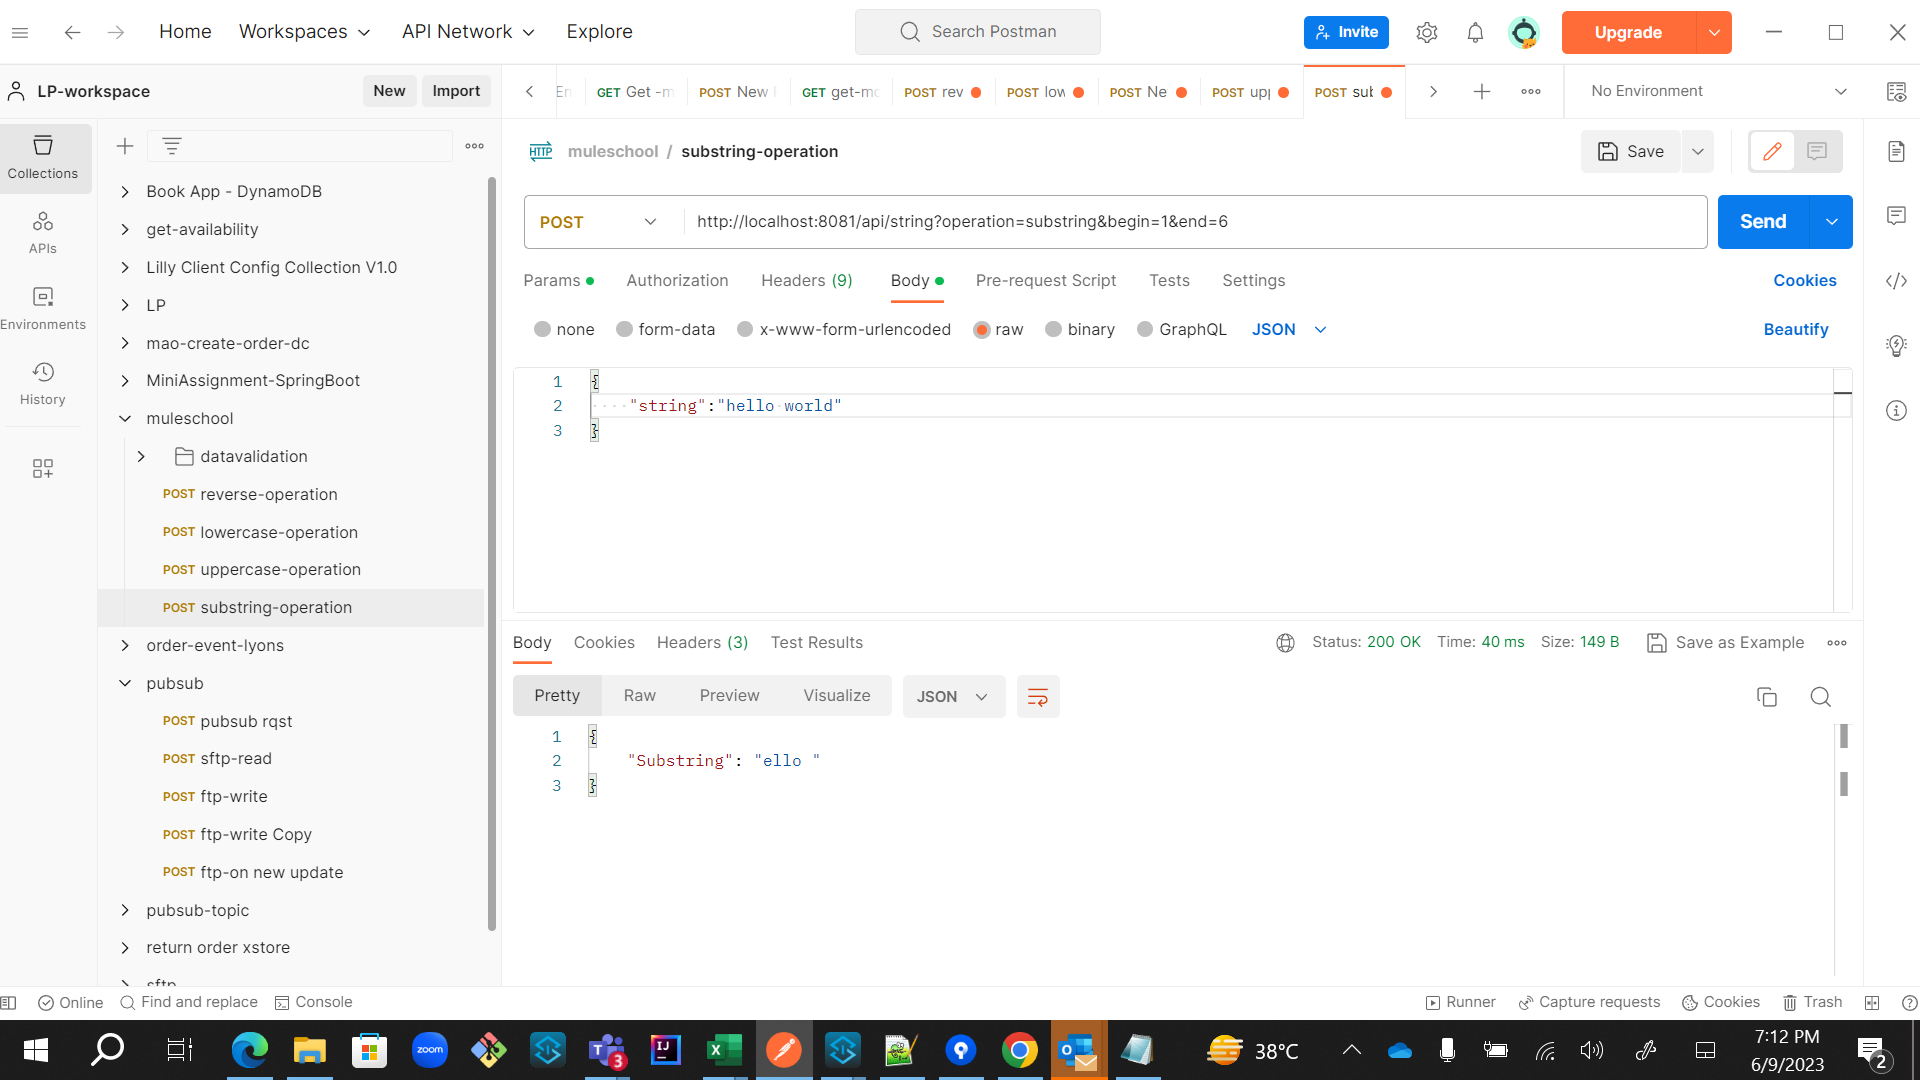 Home
Workspaces
API Network
Explore
Search Postman
Invite
Upgrade
LP-workspace
New
Import
GET Get -m
POST New
GET get-mo
POST rev
POST low
POST Ne
POST upp
POST sub
No Environment
Collections
APIs
Environments
History
Book App - DynamoDB
get-availability
Lilly Client Config Collection V1.0
LP
mao-create-order-dc
MiniAssignment-SpringBoot
muleschool
datavalidation
POST reverse-operation
POST lowercase-operation
POST uppercase-operation
POST substring-operation
order-event-lyons
pubsub
POST pubsub rqst
POST sftp-read
POST ftp-write
POST ftp-write Copy
POST ftp-on new update
pubsub-topic
return order xstore
sftp
HTTP muleschool / substring-operation
Save
POST
http://localhost:8081/api/string?operation=substring&begin=1&end=6
Send
Params
Authorization
Headers (9)
Body
Pre-request Script
Tests
Settings
Cookies
none
form-data
x-www-form-urlencoded
raw
binary
GraphQL
JSON
Beautify
1 {
2 "string":"hello world"
3 }
Body
Cookies
Headers (3)
Test Results
Status: 200 OK
Time: 40 ms
Size: 149 B
Save as Example
Pretty
Raw
Preview
Visualize
JSON
1 {
2 "Substring": "ello "
3 }
Online
Find and replace
Console
Runner
Capture requests
Cookies
Trash
zoom
3
38°C
7:12 PM
6/9/2023
2